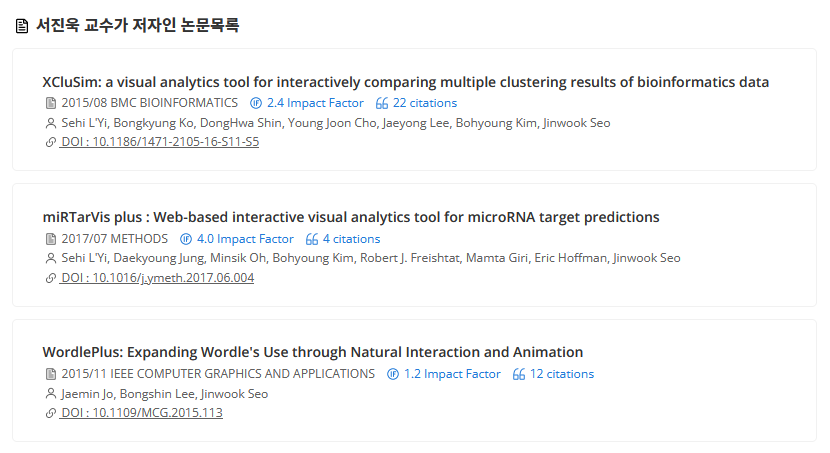 서진욱 교수가 저자인 논문목록
XCluSim: a visual analytics tool for interactively comparing multiple clustering results of bioinformatics data
2015/08 BMC BIOINFORMATICS IF 2.4 Impact Factor 22 citations
Sehi L'Yi, Bongkyung Ko, DongHwa Shin, Young Joon Cho, Jaeyong Lee, Bohyoung Kim, Jinwook Seo
DOI : 10.1186/1471-2105-16-S11-S5
miRTarVis plus : Web-based interactive visual analytics tool for microRNA target predictions
2017/07 METHODS IF 4.0 Impact Factor 4 citations
Sehi L'Yi, Daekyoung Jung, Minsik Oh, Bohyoung Kim, Robert J. Freishtat, Mamta Giri, Eric Hoffman, Jinwook Seo
DOI : 10.1016/j.ymeth.2017.06.004
WordlePlus: Expanding Wordle's Use through Natural Interaction and Animation
2015/11 IEEE COMPUTER GRAPHICS AND APPLICATIONS IF 1.2 Impact Factor 12 citations
Jaemin Jo, Bongshin Lee, Jinwook Seo
DOI : 10.1109/MCG.2015.113